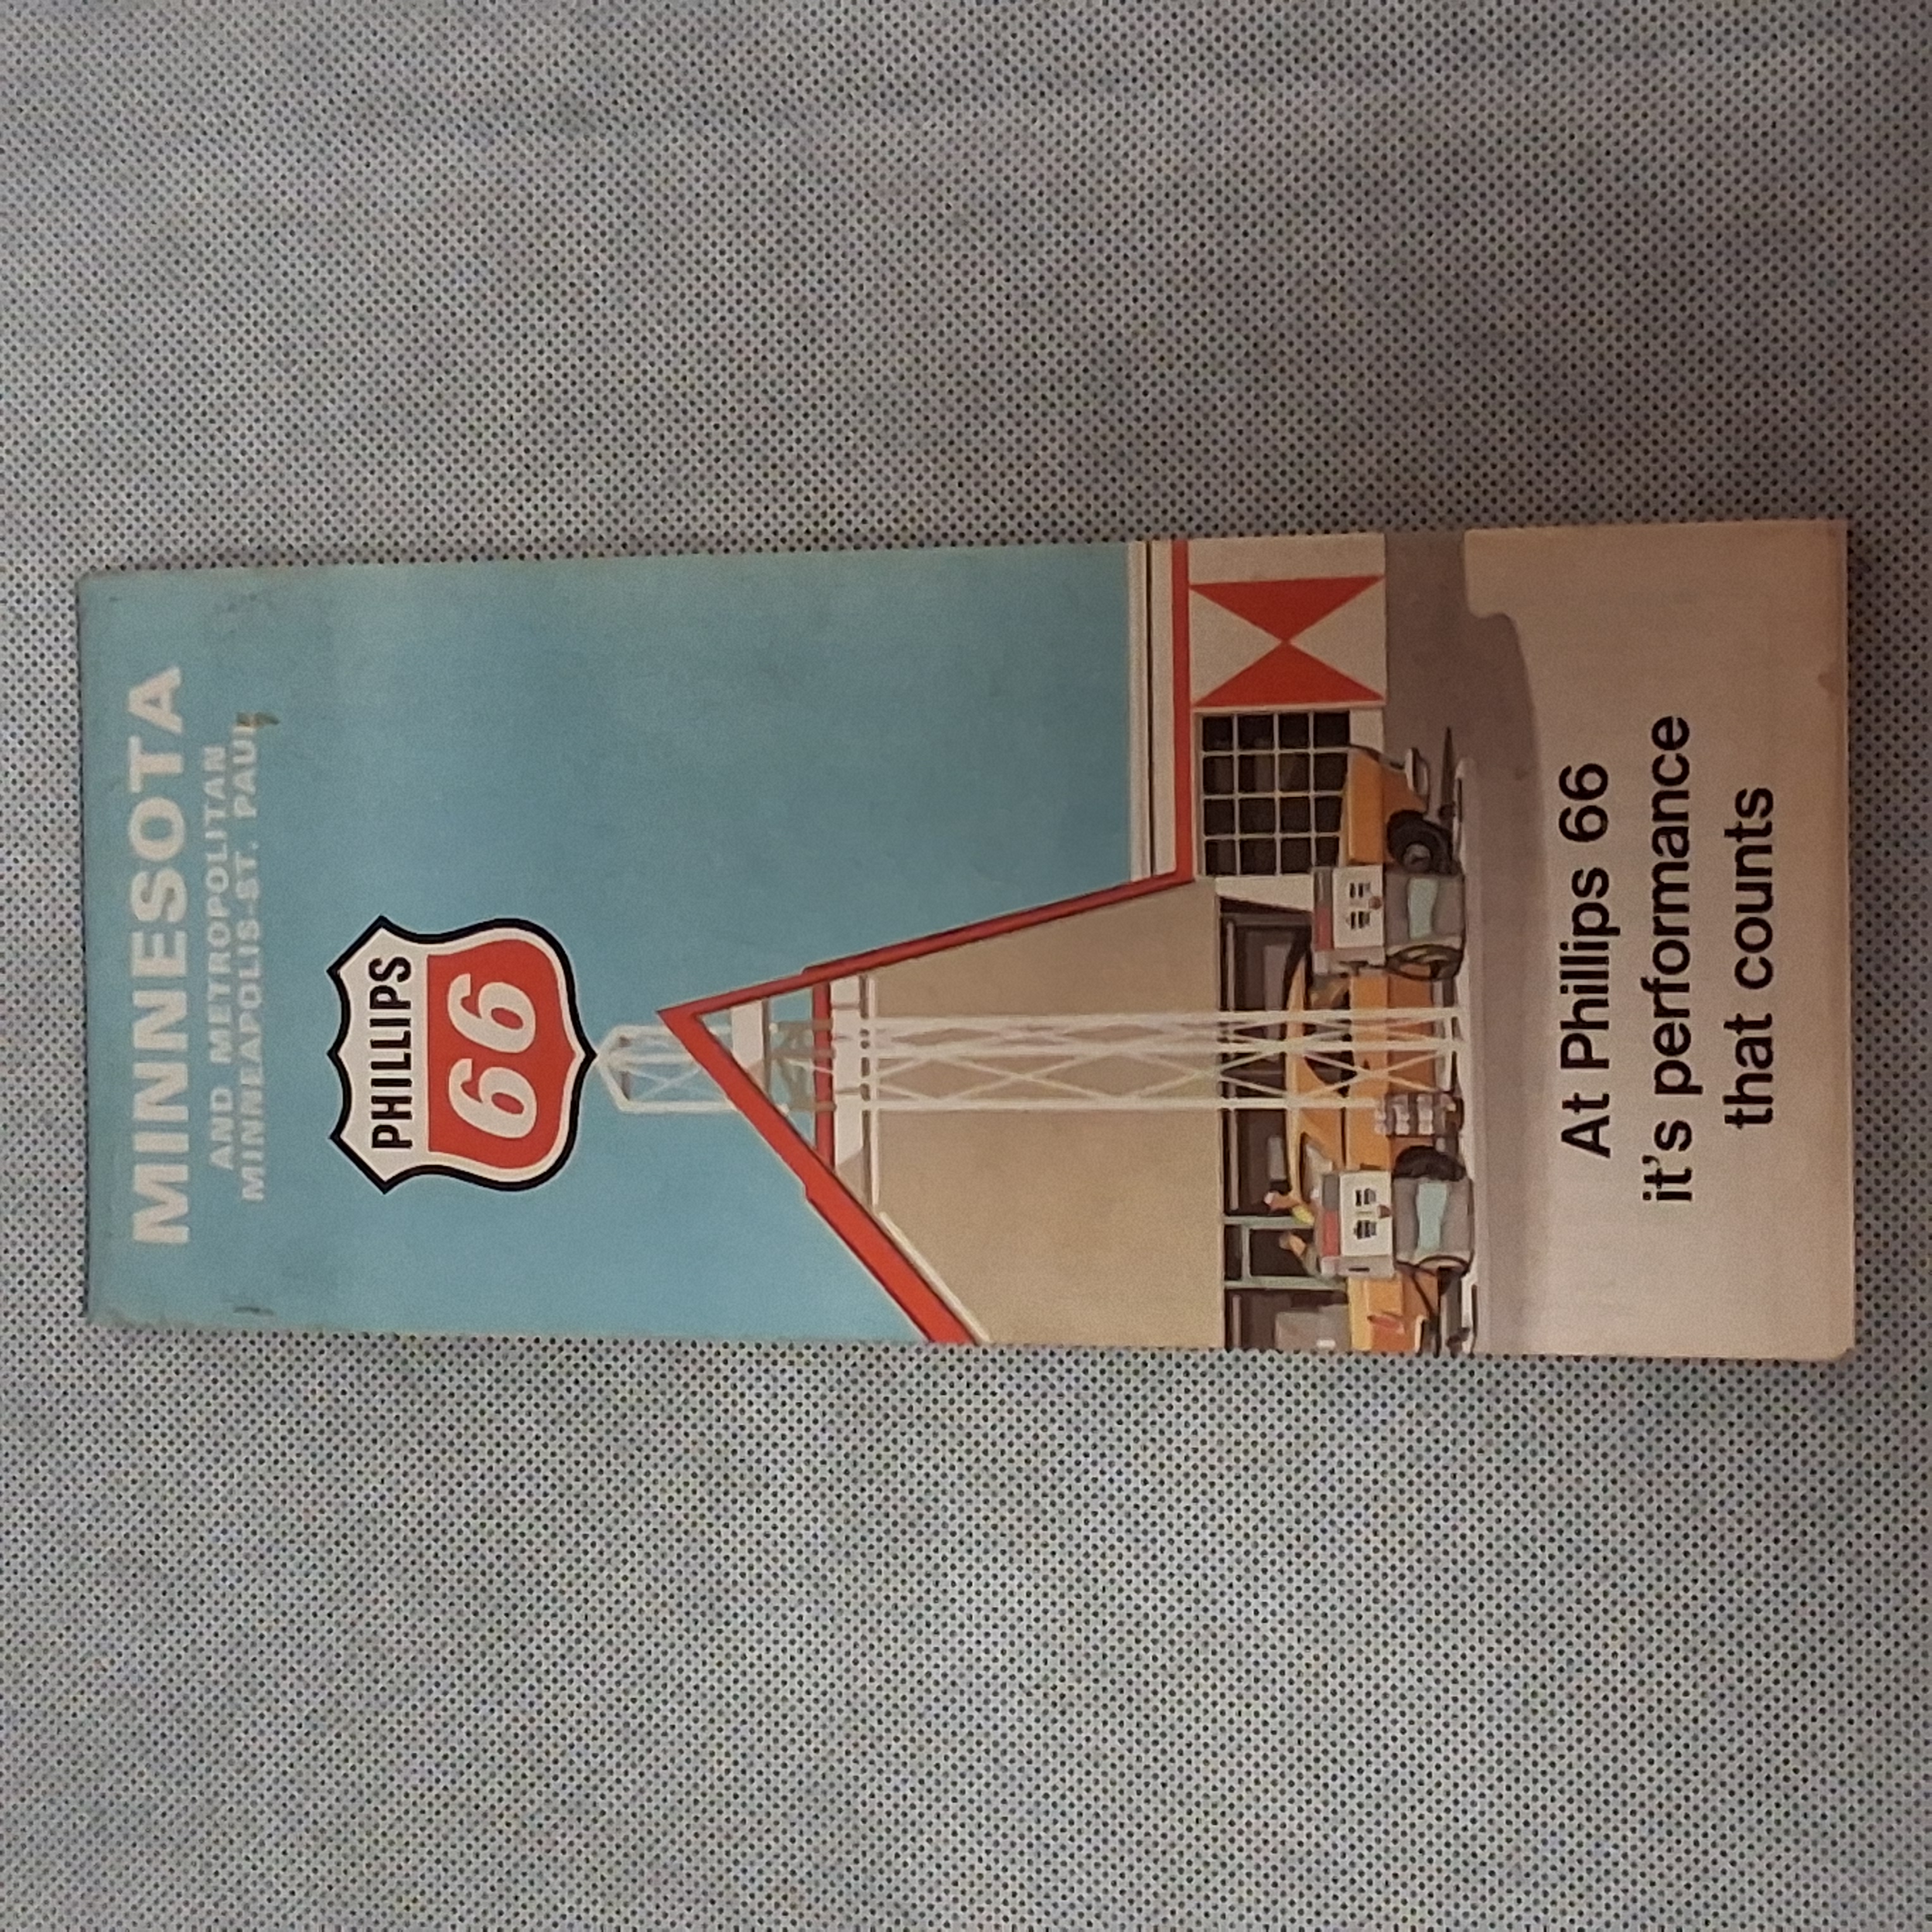 MINNESOTA
AND METROPOLITAN
MINNEAPOLIS-ST. PAUL
PHILLIPS
66
At Phillips 66
it's performance
that counts